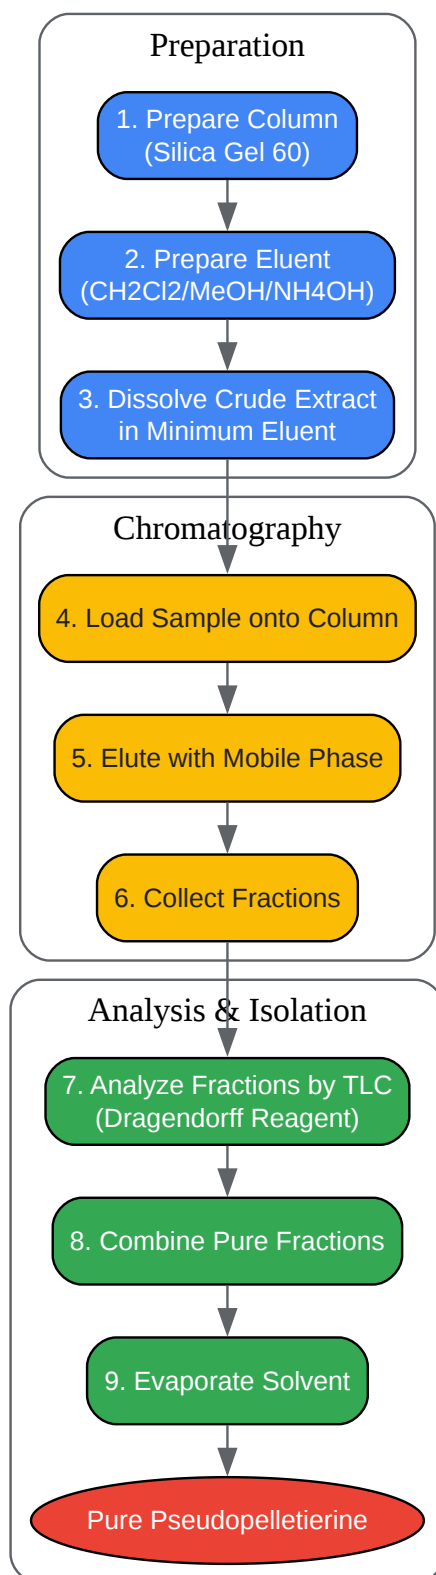 Preparation
1. Prepare Column
(Silica Gel 60)
2. Prepare Eluent
(CH2Cl2/MeOH/NH4OH)
3. Dissolve Crude Extract
in Minimum Eluent
Chromatography
4. Load Sample onto Column
5. Elute with Mobile Phase
6. Collect Fractions
Analysis & Isolation
7. Analyze Fractions by TLC
(Dragendorff Reagent)
8. Combine Pure Fractions
9. Evaporate Solvent
Pure Pseudopelletierine